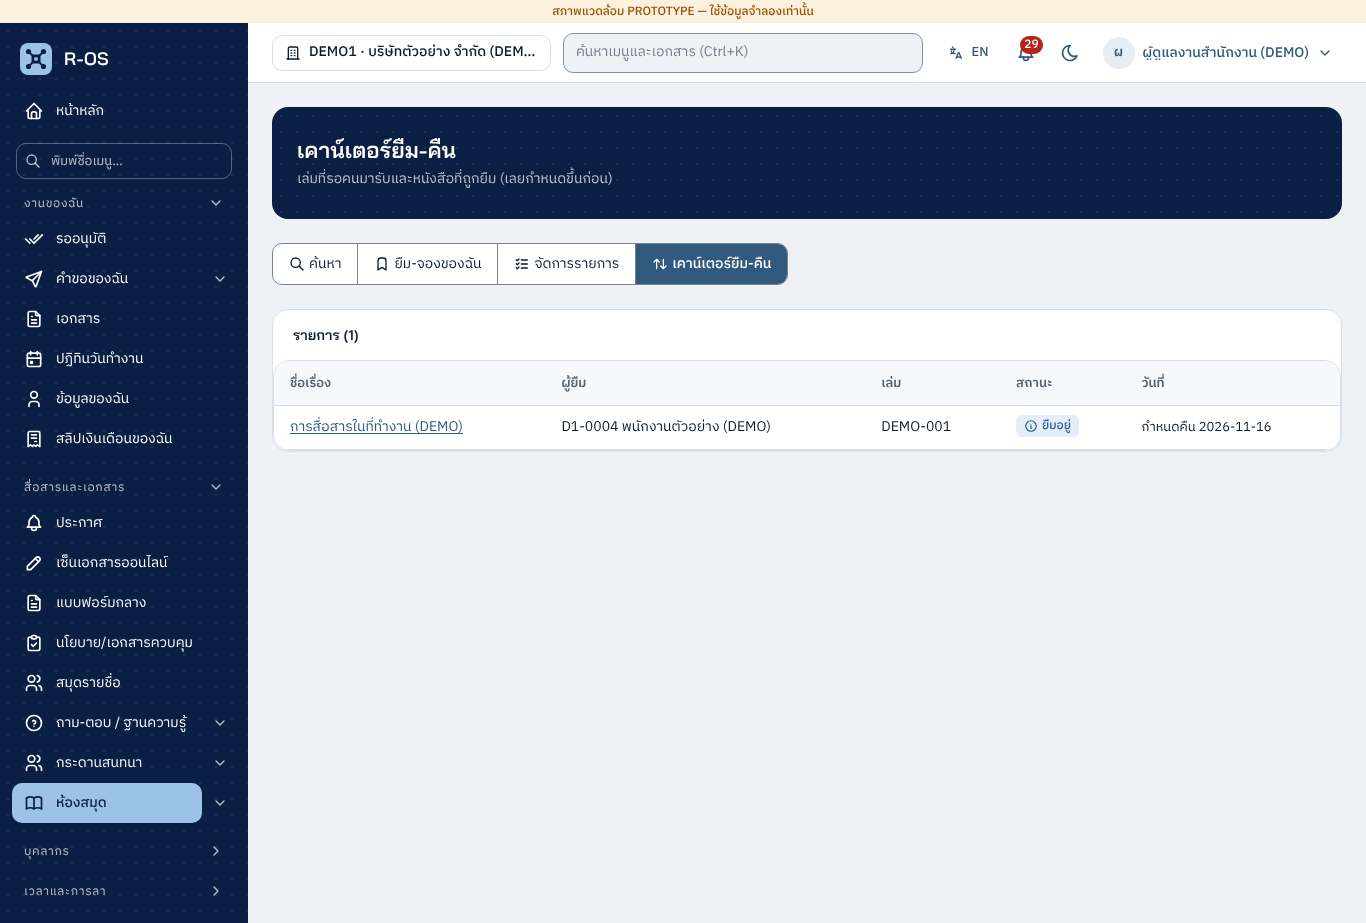 สภาพแวดล้อม PROTOTYPE — ใช้ข้อมูลจำลองเท่านั้น
R-OS
DEMO1 · บริษัทตัวอย่าง จำกัด (DEM...
ค้นหาเมนูและเอกสาร (Ctrl+K)
EN
29
ผ
ผู้ดูแลงานสำนักงาน (DEMO)
หน้าหลัก
พิมพ์ชื่อเมนู...
งานของฉัน
รออนุมัติ
คำขอของฉัน
เอกสาร
ปฏิทินวันทำงาน
ข้อมูลของฉัน
สลิปเงินเดือนของฉัน
สื่อสารและเอกสาร
ประกาศ
เซ็นเอกสารออนไลน์
แบบฟอร์มกลาง
นโยบาย/เอกสารควบคุม
สมุดรายชื่อ
ถาม-ตอบ / ฐานความรู้
กระดานสนทนา
ห้องสมุด
บุคลากร
เวลาและการลา
เคาน์เตอร์ยืม-คืน
เล่มที่รอคนมารับและหนังสือที่ถูกยืม (เลยกำหนดขึ้นก่อน)
ค้นหา
ยืม-จองของฉัน
จัดการรายการ
เคาน์เตอร์ยืม-คืน
รายการ (1)
ชื่อเรื่อง ผู้ยืม เล่ม สถานะ วันที่
การสื่อสารในที่ทำงาน (DEMO) D1-0004 พนักงานตัวอย่าง (DEMO) DEMO-001 ยืมอยู่ กำหนดคืน 2026-11-16